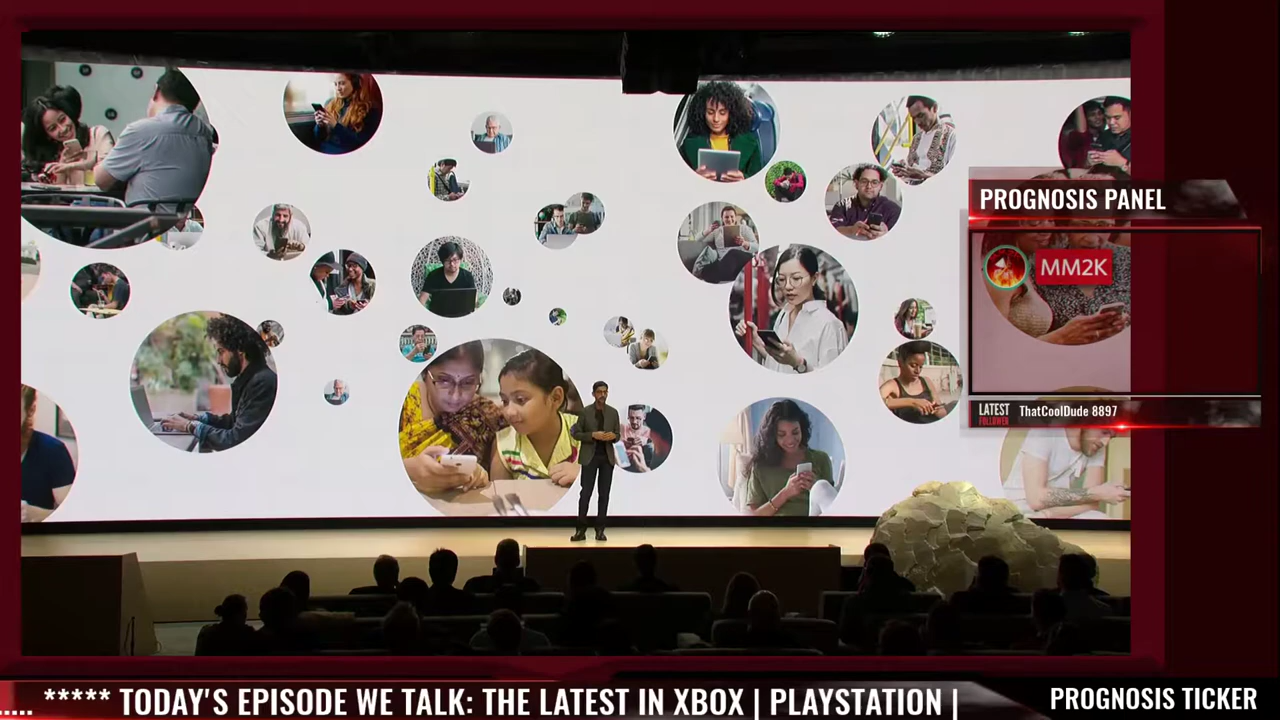 PROGNOSIS PANEL
MM2K
LATEST
FOLLOWER
ThatCoolDude 8897
..... ***** TODAY'S EPISODE WE TALK: THE LATEST IN XBOX | PLAYSTATION |
PROGNOSIS TICKER